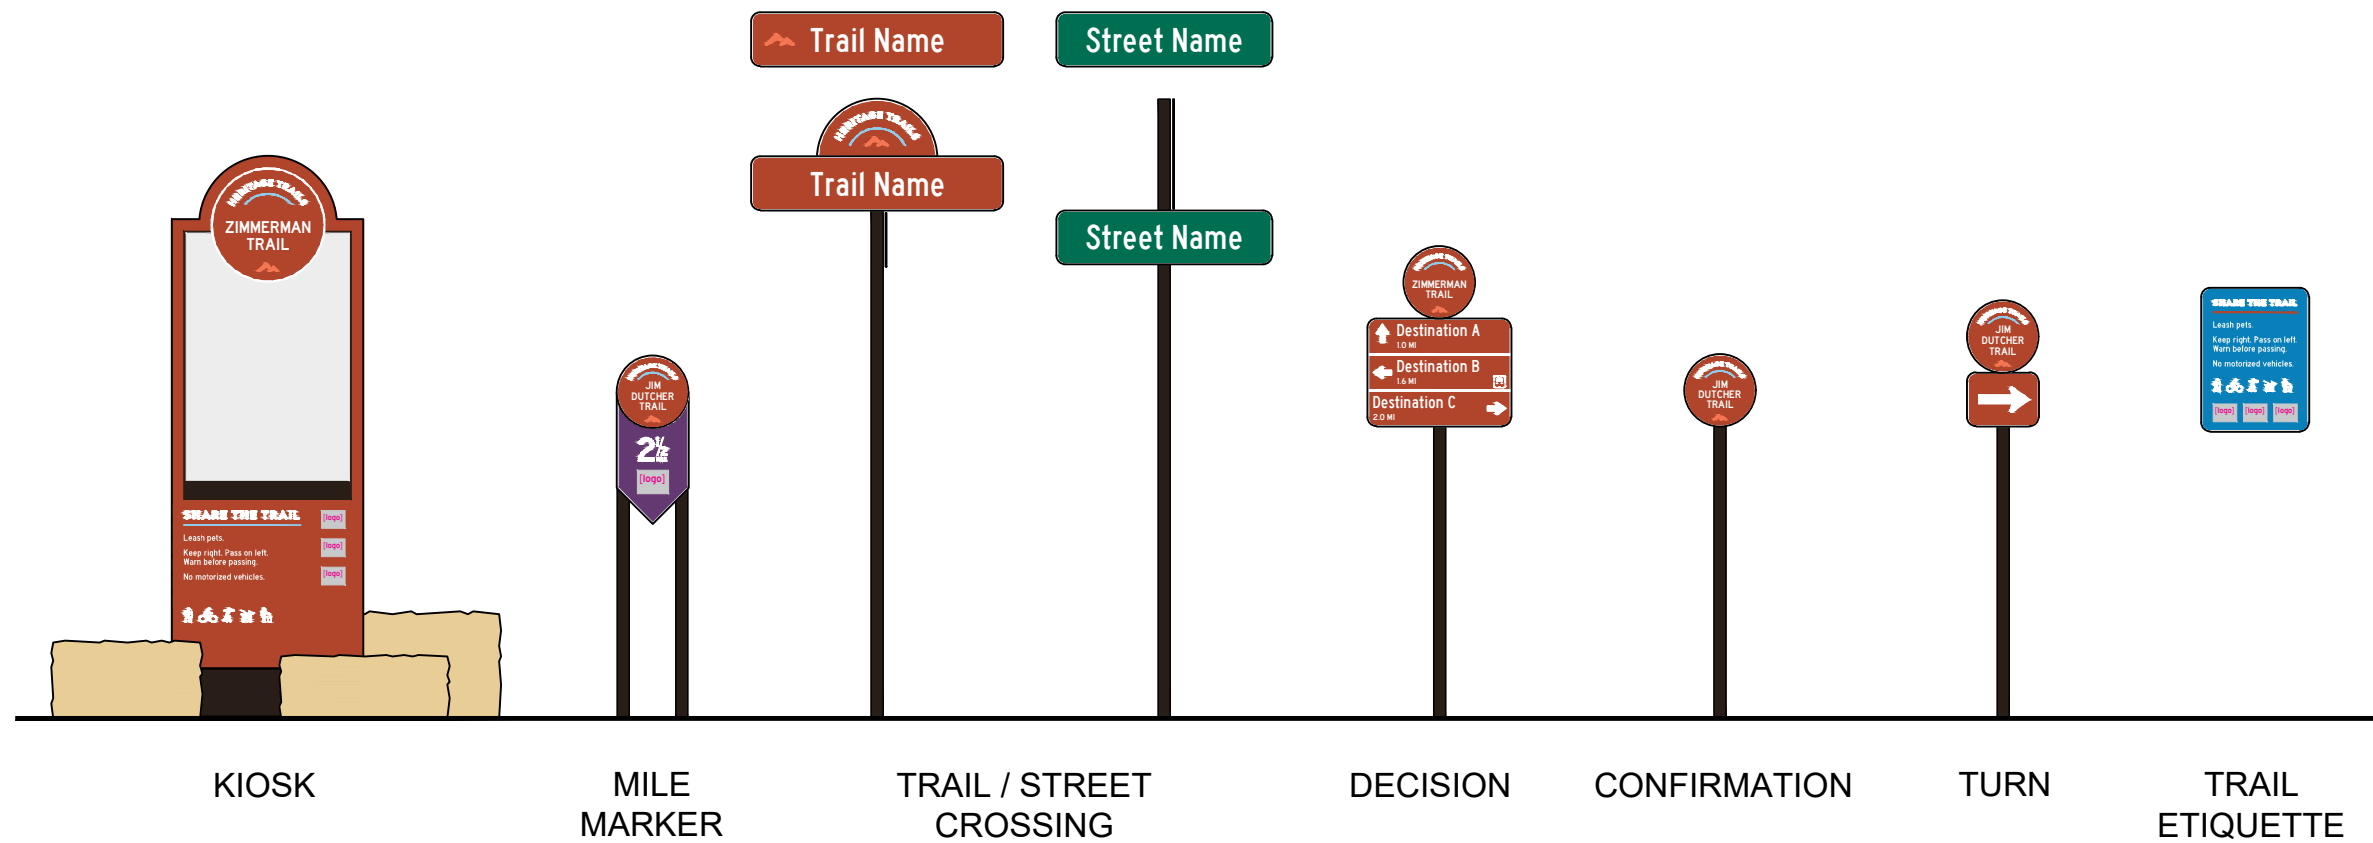 HERITAGE TRAILS
ZIMMERMAN
TRAIL
SHARE THE TRAIL
Leash pets.
Keep right. Pass on left.
Warn before passing.
No motorized vehicles.
[logo]
[logo]
[logo]
KIOSK
HERITAGE TRAILS
JIM
DUTCHER
TRAIL
2½
[logo]
MILE
MARKER
Trail Name
HERITAGE TRAILS
Trail Name
Street Name
Street Name
TRAIL / STREET
CROSSING
HERITAGE TRAILS
ZIMMERMAN
TRAIL
Destination A
1.0 MI
Destination B
1.6 MI
Destination C
2.0 MI
DECISION
HERITAGE TRAILS
JIM
DUTCHER
TRAIL
CONFIRMATION
HERITAGE TRAILS
JIM
DUTCHER
TRAIL
TURN
SHARE THE TRAIL
Leash pets.
Keep right. Pass on left.
Warn before passing.
No motorized vehicles.
[logo] [logo] [logo]
TRAIL
ETIQUETTE